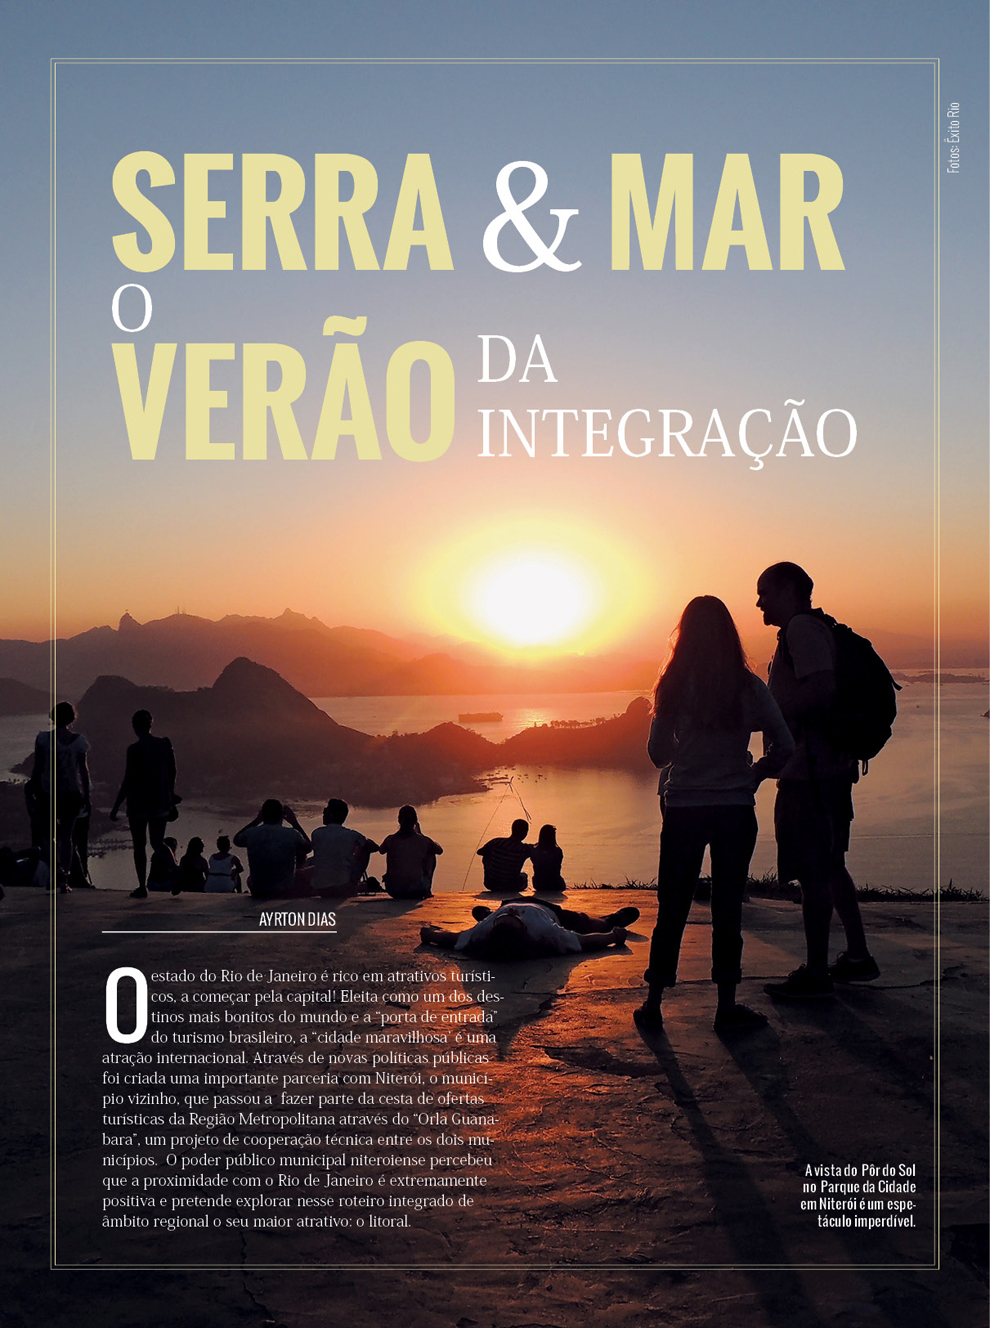 Fotos: Êxito Rio
SERRA & MAR
O
VERÃO DA
INTEGRAÇÃO
AYRTON DIAS
O estado do Rio de Janeiro é rico em atrativos turísti-
cos, a começar pela capital! Eleita como um dos des-
tinos mais bonitos do mundo e a “porta de entrada”
do turismo brasileiro, a “cidade maravilhosa’ é uma
atração internacional. Através de novas políticas públicas
foi criada uma importante parceria com Niterói, o municí-
pio vizinho, que passou a fazer parte da cesta de ofertas
turísticas da Região Metropolitana através do “Orla Guana-
bara”, um projeto de cooperação técnica entre os dois mu-
nicípios. O poder público municipal niteroiense percebeu
que a proximidade com o Rio de Janeiro é extremamente
positiva e pretende explorar nesse roteiro integrado de
âmbito regional o seu maior atrativo: o litoral.
A vista do Pôr do Sol
no Parque da Cidade
em Niterói é um espe-
táculo imperdível.